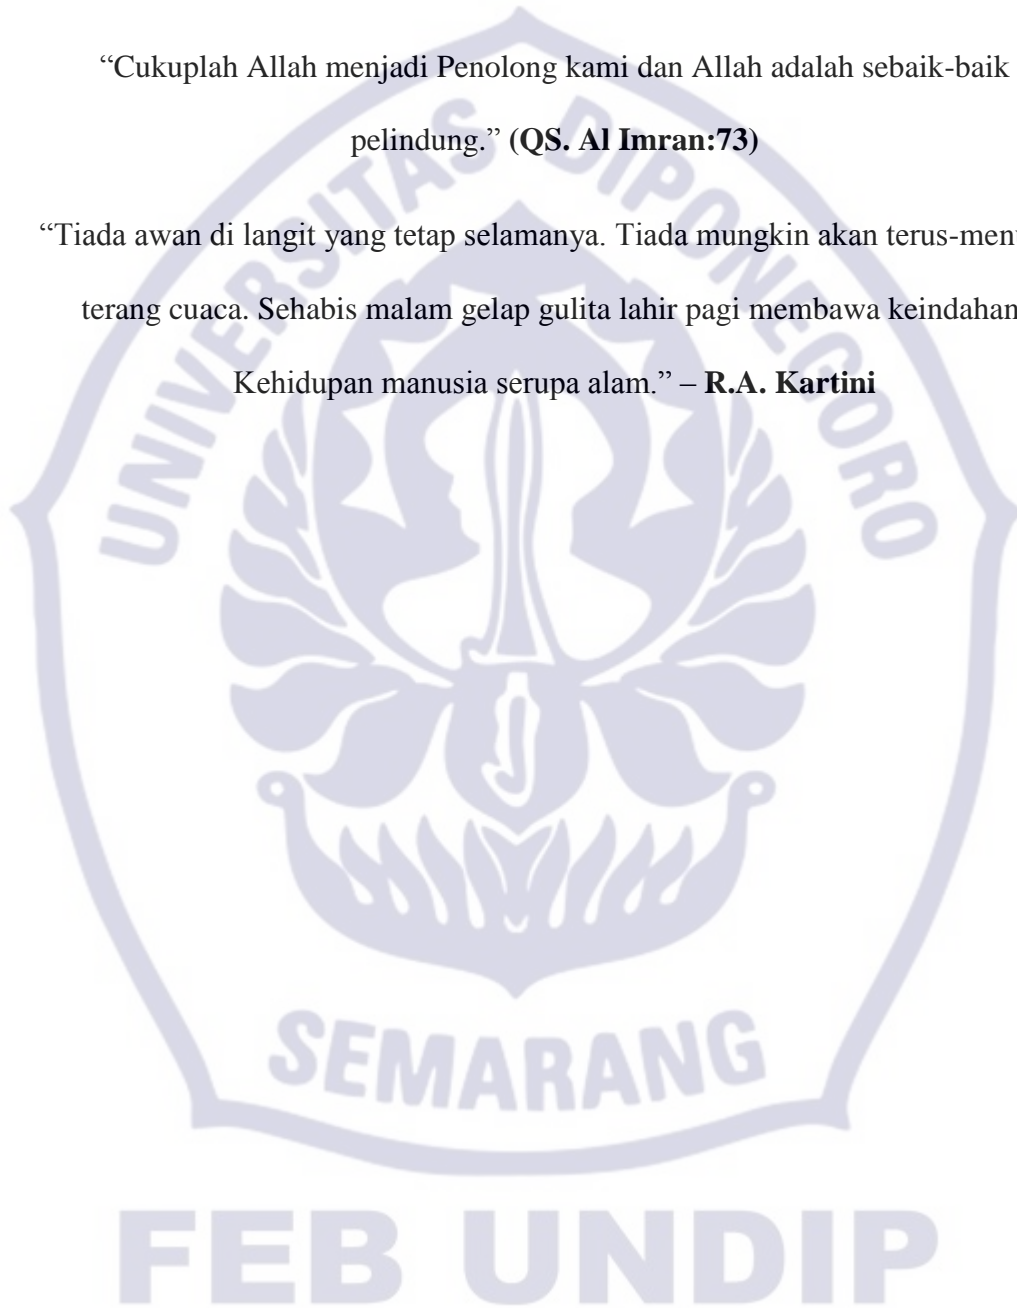 “Cukuplah Allah menjadi Penolong kami dan Allah adalah sebaik-baik
pelindung.” (QS. Al Imran:73)
“Tiada awan di langit yang tetap selamanya. Tiada mungkin akan
terang cuaca. Sehabis malam gelap gulita lahir pagi membawa keindahan
Kehidupan manusia serupa alam.” – R.A. Kartini
UNIVERSITAS DIPONEGORO
SEMARANG
FEB UNDIP